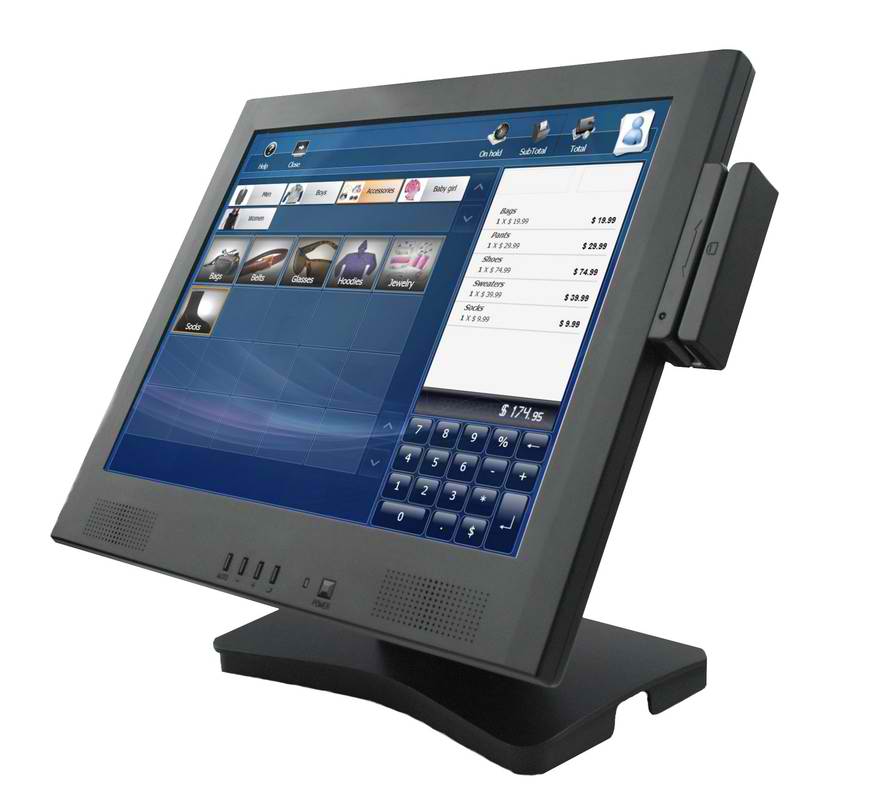 Help
Close
On hold
SubTotal
Total
Men
Boys
Accessories
Baby girl
Women
Bags
Belts
Glasses
Hoodies
Jewelry
Socks
Bags
1 X $ 19.99 $ 19.99
Pants
1 X $ 29.99 $ 29.99
Shoes
1 X $ 74.99 $ 74.99
Sweaters
1 X $ 39.99 $ 39.99
Socks
1 X $ 9.99 $ 9.99
$ 174.95
7 8 9 % ←
4 5 6 - +
1 2 3 *
0 . $ ↵
AUTO - +
POWER